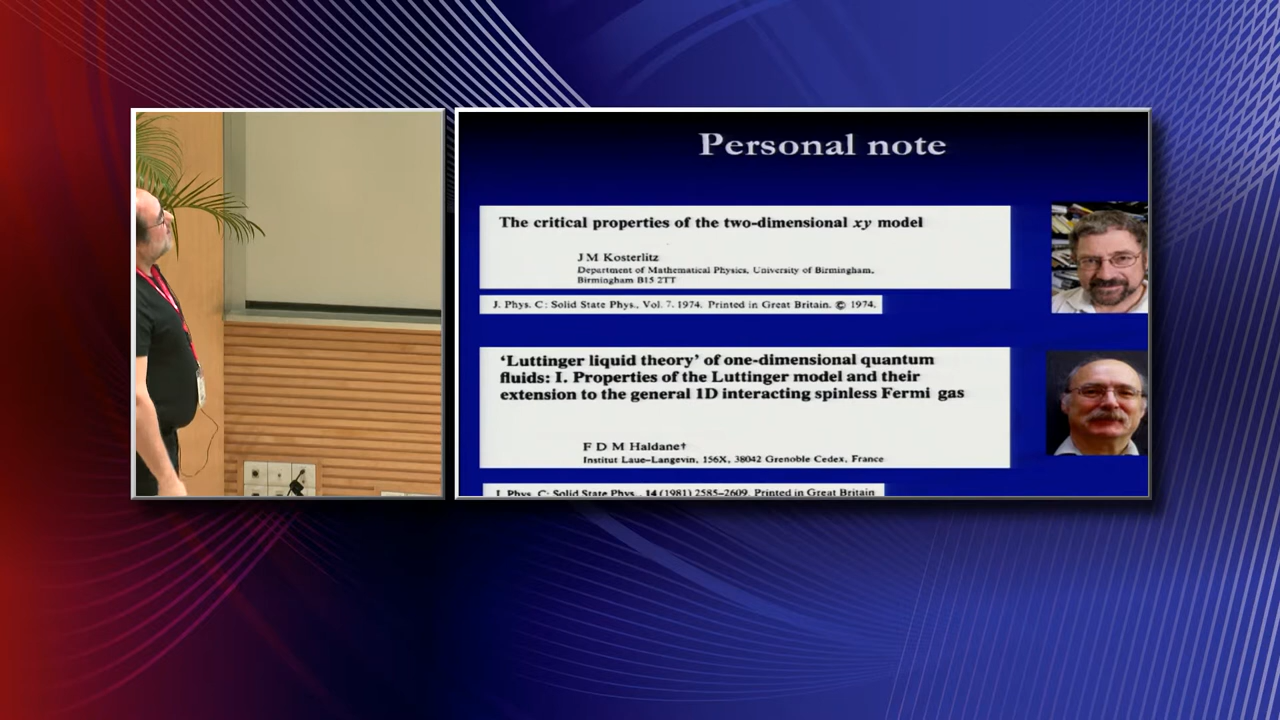 Personal note
The critical properties of the two-dimensional xy model
J M Kosterlitz
Department of Mathematical Physics, University of Birmingham,
Birmingham B15 2TT
J. Phys. C: Solid State Phys., Vol. 7. 1974. Printed in Great Britain. © 1974.
‘Luttinger liquid theory’ of one-dimensional quantum
fluids: I. Properties of the Luttinger model and their
extension to the general 1D interacting spinless Fermi gas
F D M Haldane†
Institut Laue–Langevin, 156X, 38042 Grenoble Cedex, France
J. Phys. C: Solid State Phys., 14 (1981) 2585–2609. Printed in Great Britain